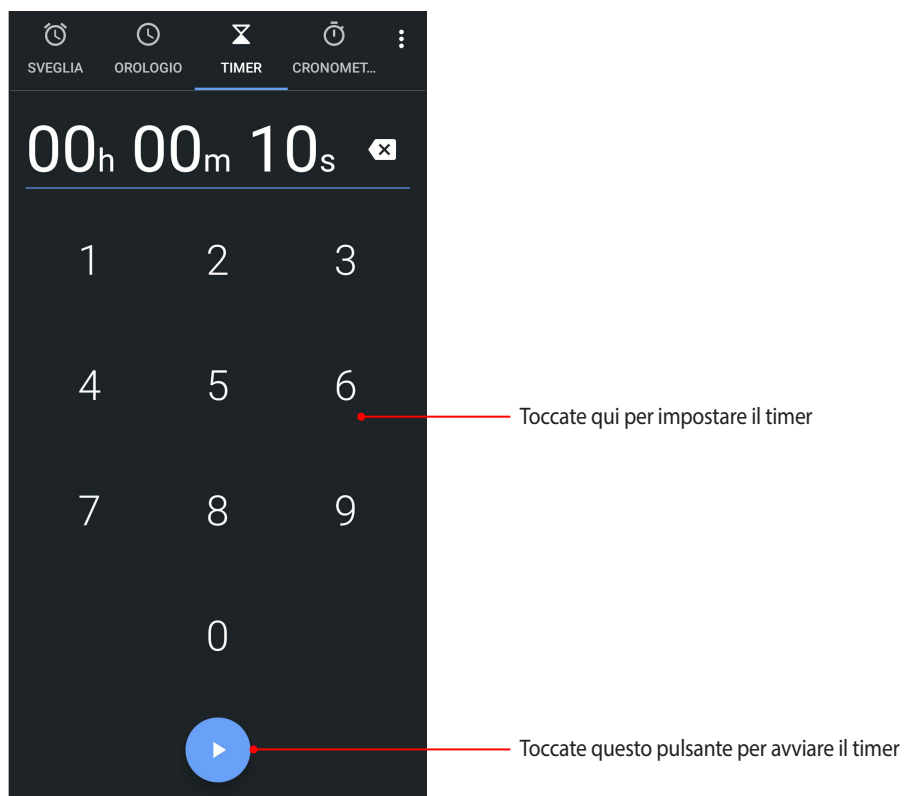 SVEGLIA OROLOGIO TIMER CRONOMET...
00h 00m 10s
1 2 3
4 5 6
Toccate qui per impostare il timer
7 8 9
0
Toccate questo pulsante per avviare il timer